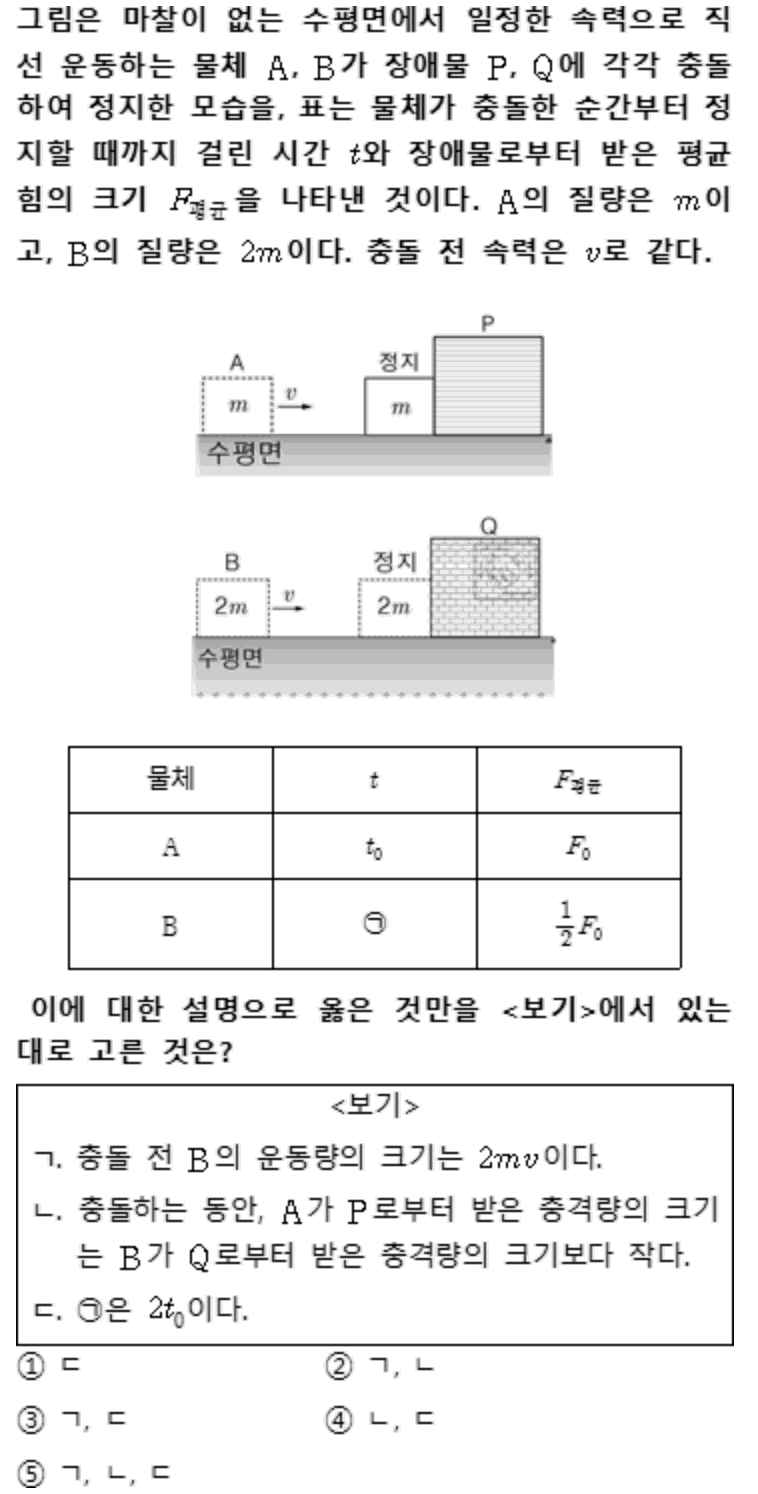 그림은 마찰이 없는 수평면에서 일정한 속력으로 직
선 운동하는 물체 A, B가 장애물 P, Q에 각각 충돌
하여 정지한 모습을, 표는 물체가 충돌한 순간부터 정
지할 때까지 걸린 시간 t와 장애물로부터 받은 평균
힘의 크기 F평균을 나타낸 것이다. A의 질량은 m이
고, B의 질량은 2m이다. 충돌 전 속력은 v로 같다.
P
A 정지
m v m
수평면
Q
B 정지
2m v 2m
수평면
물체 t F평균
A t₀ F₀
B ㉠ 1/2 F₀
이에 대한 설명으로 옳은 것만을 <보기>에서 있는
대로 고른 것은?
<보기>
ㄱ. 충돌 전 B의 운동량의 크기는 2mv이다.
ㄴ. 충돌하는 동안, A가 P로부터 받은 충격량의 크기
는 B가 Q로부터 받은 충격량의 크기보다 작다.
ㄷ. ㉠은 2t₀이다.
① ㄷ ② ㄱ, ㄴ
③ ㄱ, ㄷ ④ ㄴ, ㄷ
⑤ ㄱ, ㄴ, ㄷ